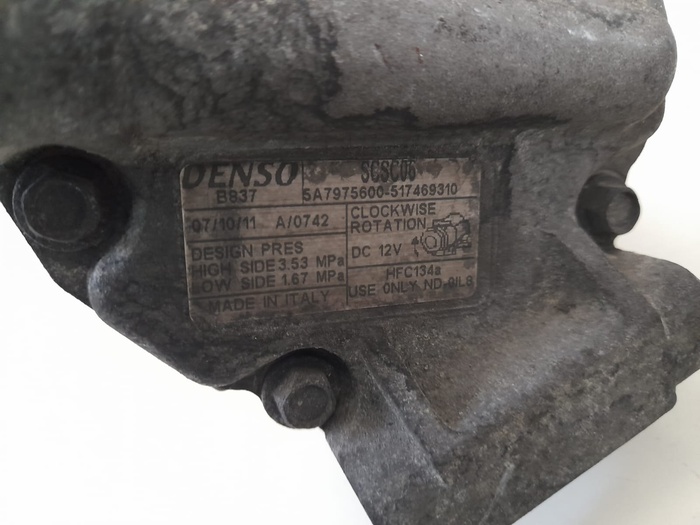 DENSO SCSC06
B937 5A7975600-517469310
07/10/11 A/0742
CLOCKWISE
ROTATION
DESIGN PRES
HIGH SIDE 3.53 MPa
LOW SIDE 1.67 MPa
DC 12V
MADE IN ITALY
HFC134a
USE ONLY ND-OIL8